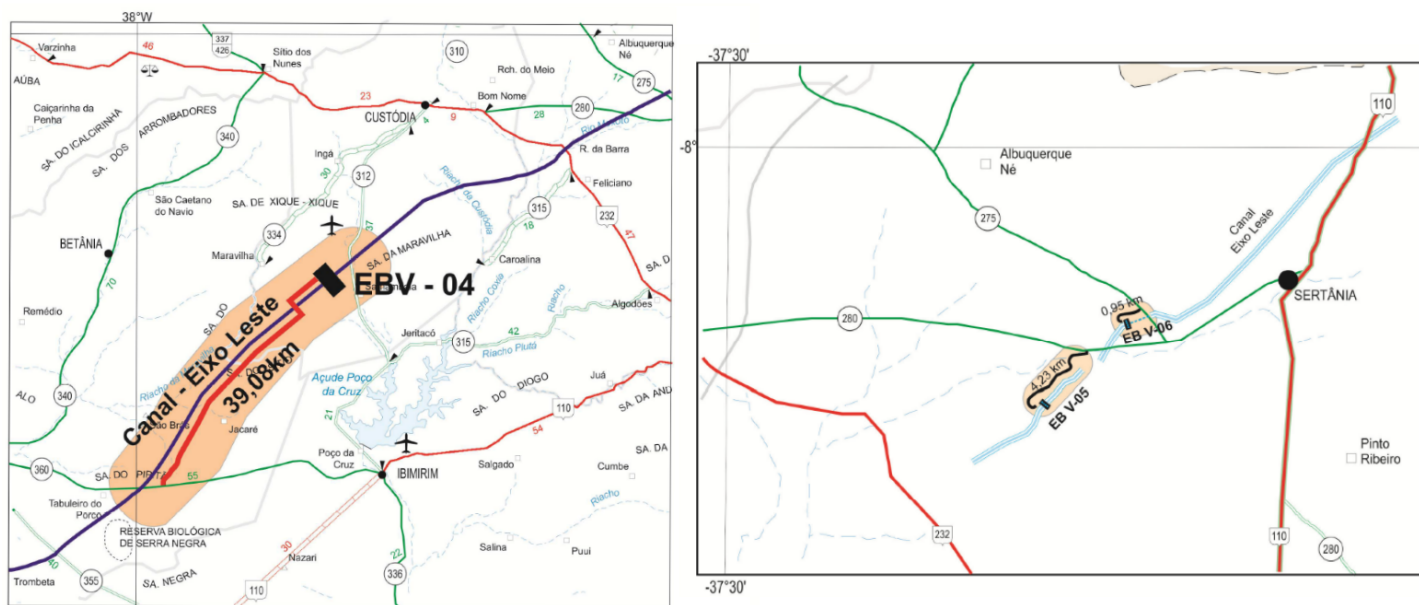 38°W
Varzinha
46
337
426
Sítio dos
Nunes
310
Albuquerque
Né
AÚBA
Rch. do Meio
17
275
Caiçarinha da
Penha
SA. DO ICALCIRINHA
SA. DOS ARROMBADORES
23
CUSTÓDIA
4
9
Bom Nome
28
280
340
Ingá
30
312
R. da Barra
Feliciano
São Caetano
do Navio
SA. DE XIQUE - XIQUE
Riacho da Custódia
315
18
232
47
BETÂNIA
334
37
Maravilha
SA. DA MARAVILHA
Caroalina
SA. D
70
EBV - 04
Remédio
SA. DO
Riacho Coxia
Riacho
Algodões
Jeritacó
42
315
Riacho Plutá
Canal - Eixo Leste
39,08km
Açude Poço
da Cruz
SA. DO DIOGO
Juá
SA. DA AND
340
ALO
110
21
Jacaré
54
SA. DA
360
SA. DO
55
Poço da
Cruz
IBIMIRIM
Salgado
Cumbe
Tabuleiro do
Porco
Riacho
RESERVA BIOLÓGICA
DE SERRA NEGRA
30
Nazari
22
Salina
Puui
40
Trombeta
355
SA. NEGRA
110
336
-37°30'
110
-8°
Albuquerque
Né
275
Canal
Eixo Leste
SERTÂNIA
0,95 km
280
EB V-06
4,23 km
EB V-05
Pinto
Ribeiro
232
110
280
-37°30'